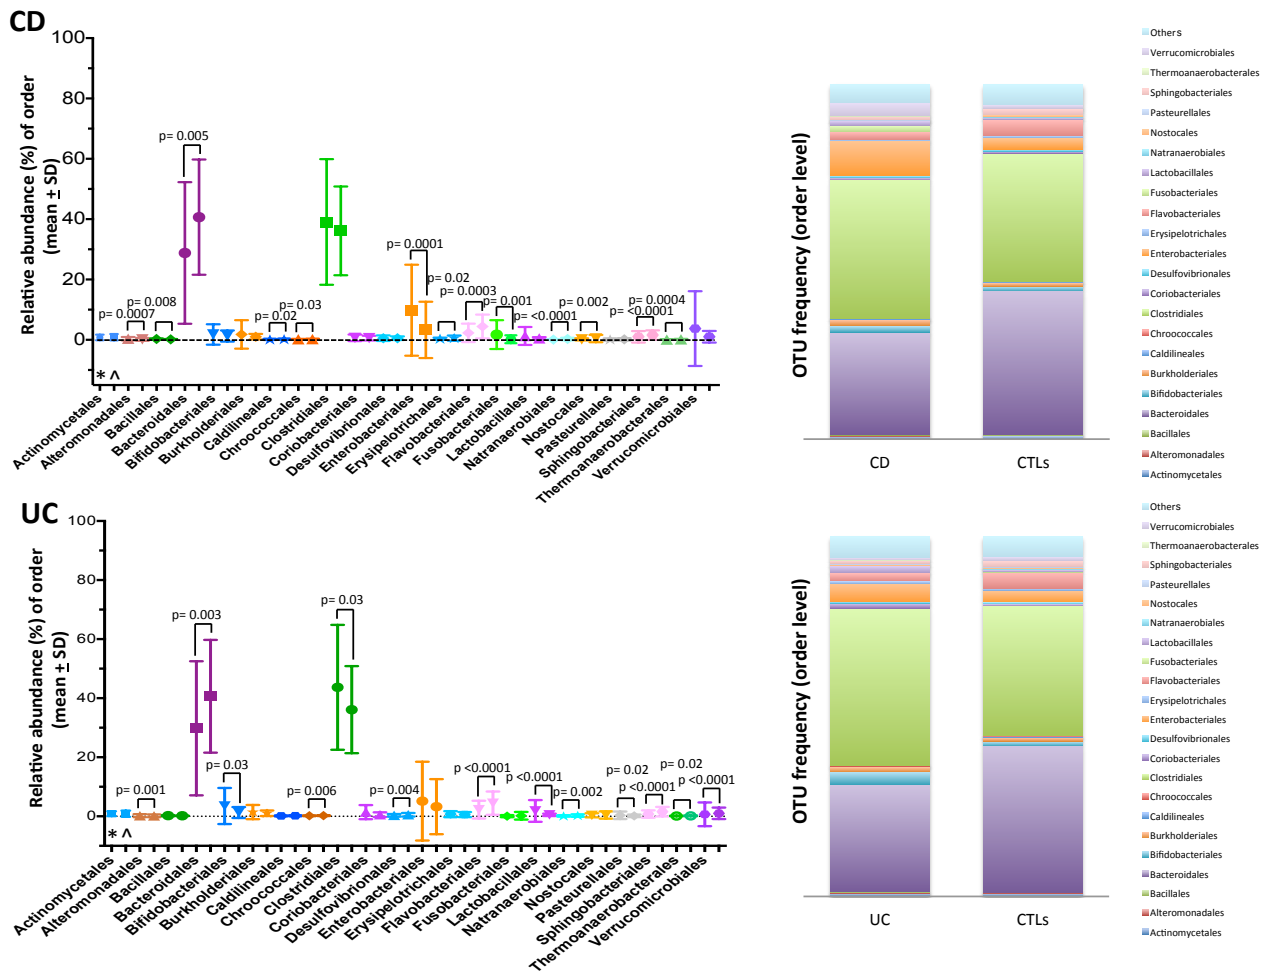 CD
Relative abundance (%) of order
(mean ± SD)
100
80
60
40
20
0
p= 0.0007
p= 0.008
p= 0.005
p= 0.02
p= 0.03
p= 0.0001
p= 0.02
p= 0.0003
p= 0.001
p= <0.0001
p= 0.002
p= <0.0001
p= 0.0004
* ^
Actinomycetales
Alteromonadales
Bacillales
Bacteroidales
Bifidobacteriales
Burkholderiales
Caldilineales
Chroococcales
Clostridiales
Coriobacteriales
Desulfovibrionales
Enterobacteriales
Erysipelotrichales
Flavobacteriales
Fusobacteriales
Lactobacillales
Natranaerobiales
Nostocales
Pasteurellales
Sphingobacteriales
Thermoanaerobacterales
Verrucomicrobiales
OTU frequency (order level)
CD
CTLs
Others
Verrucomicrobiales
Thermoanaerobacterales
Sphingobacteriales
Pasteurellales
Nostocales
Natranaerobiales
Lactobacillales
Fusobacteriales
Flavobacteriales
Erysipelotrichales
Enterobacteriales
Desulfovibrionales
Coriobacteriales
Clostridiales
Chroococcales
Caldilineales
Burkholderiales
Bifidobacteriales
Bacteroidales
Bacillales
Alteromonadales
Actinomycetales
UC
Relative abundance (%) of order
(mean ± SD)
100
80
60
40
20
0
p= 0.001
p= 0.003
p= 0.03
p= 0.006
p= 0.03
p= 0.004
p <0.0001
p <0.0001
p= 0.002
p= 0.02
p <0.0001
p= 0.02
p <0.0001
* ^
Actinomycetales
Alteromonadales
Bacillales
Bacteroidales
Bifidobacteriales
Burkholderiales
Caldilineales
Chroococcales
Clostridiales
Coriobacteriales
Desulfovibrionales
Enterobacteriales
Erysipelotrichales
Flavobacteriales
Fusobacteriales
Lactobacillales
Natranaerobiales
Nostocales
Pasteurellales
Sphingobacteriales
Thermoanaerobacterales
Verrucomicrobiales
OTU frequency (order level)
UC
CTLs
Others
Verrucomicrobiales
Thermoanaerobacterales
Sphingobacteriales
Pasteurellales
Nostocales
Natranaerobiales
Lactobacillales
Fusobacteriales
Flavobacteriales
Erysipelotrichales
Enterobacteriales
Desulfovibrionales
Coriobacteriales
Clostridiales
Chroococcales
Caldilineales
Burkholderiales
Bifidobacteriales
Bacteroidales
Bacillales
Alteromonadales
Actinomycetales